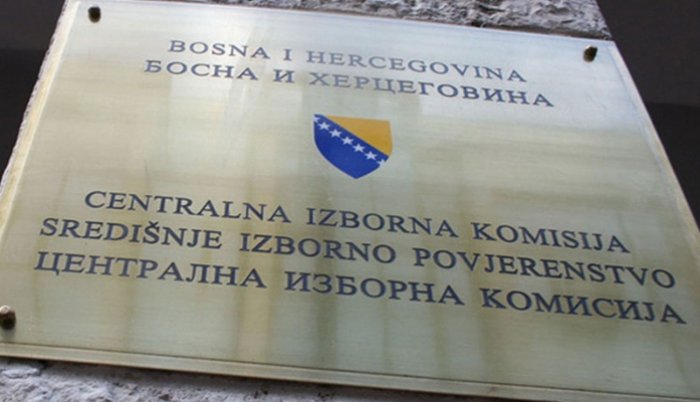 BOSNA I HERCEGOVINA
БОСНА И ХЕРЦЕГОВИНА
CENTRALNA IZBORNA KOMISIJA
SREDIŠNJE IZBORNO POVJERENSTVO
ЦЕНТРАЛНА ИЗБОРНА КОМИСИЈА